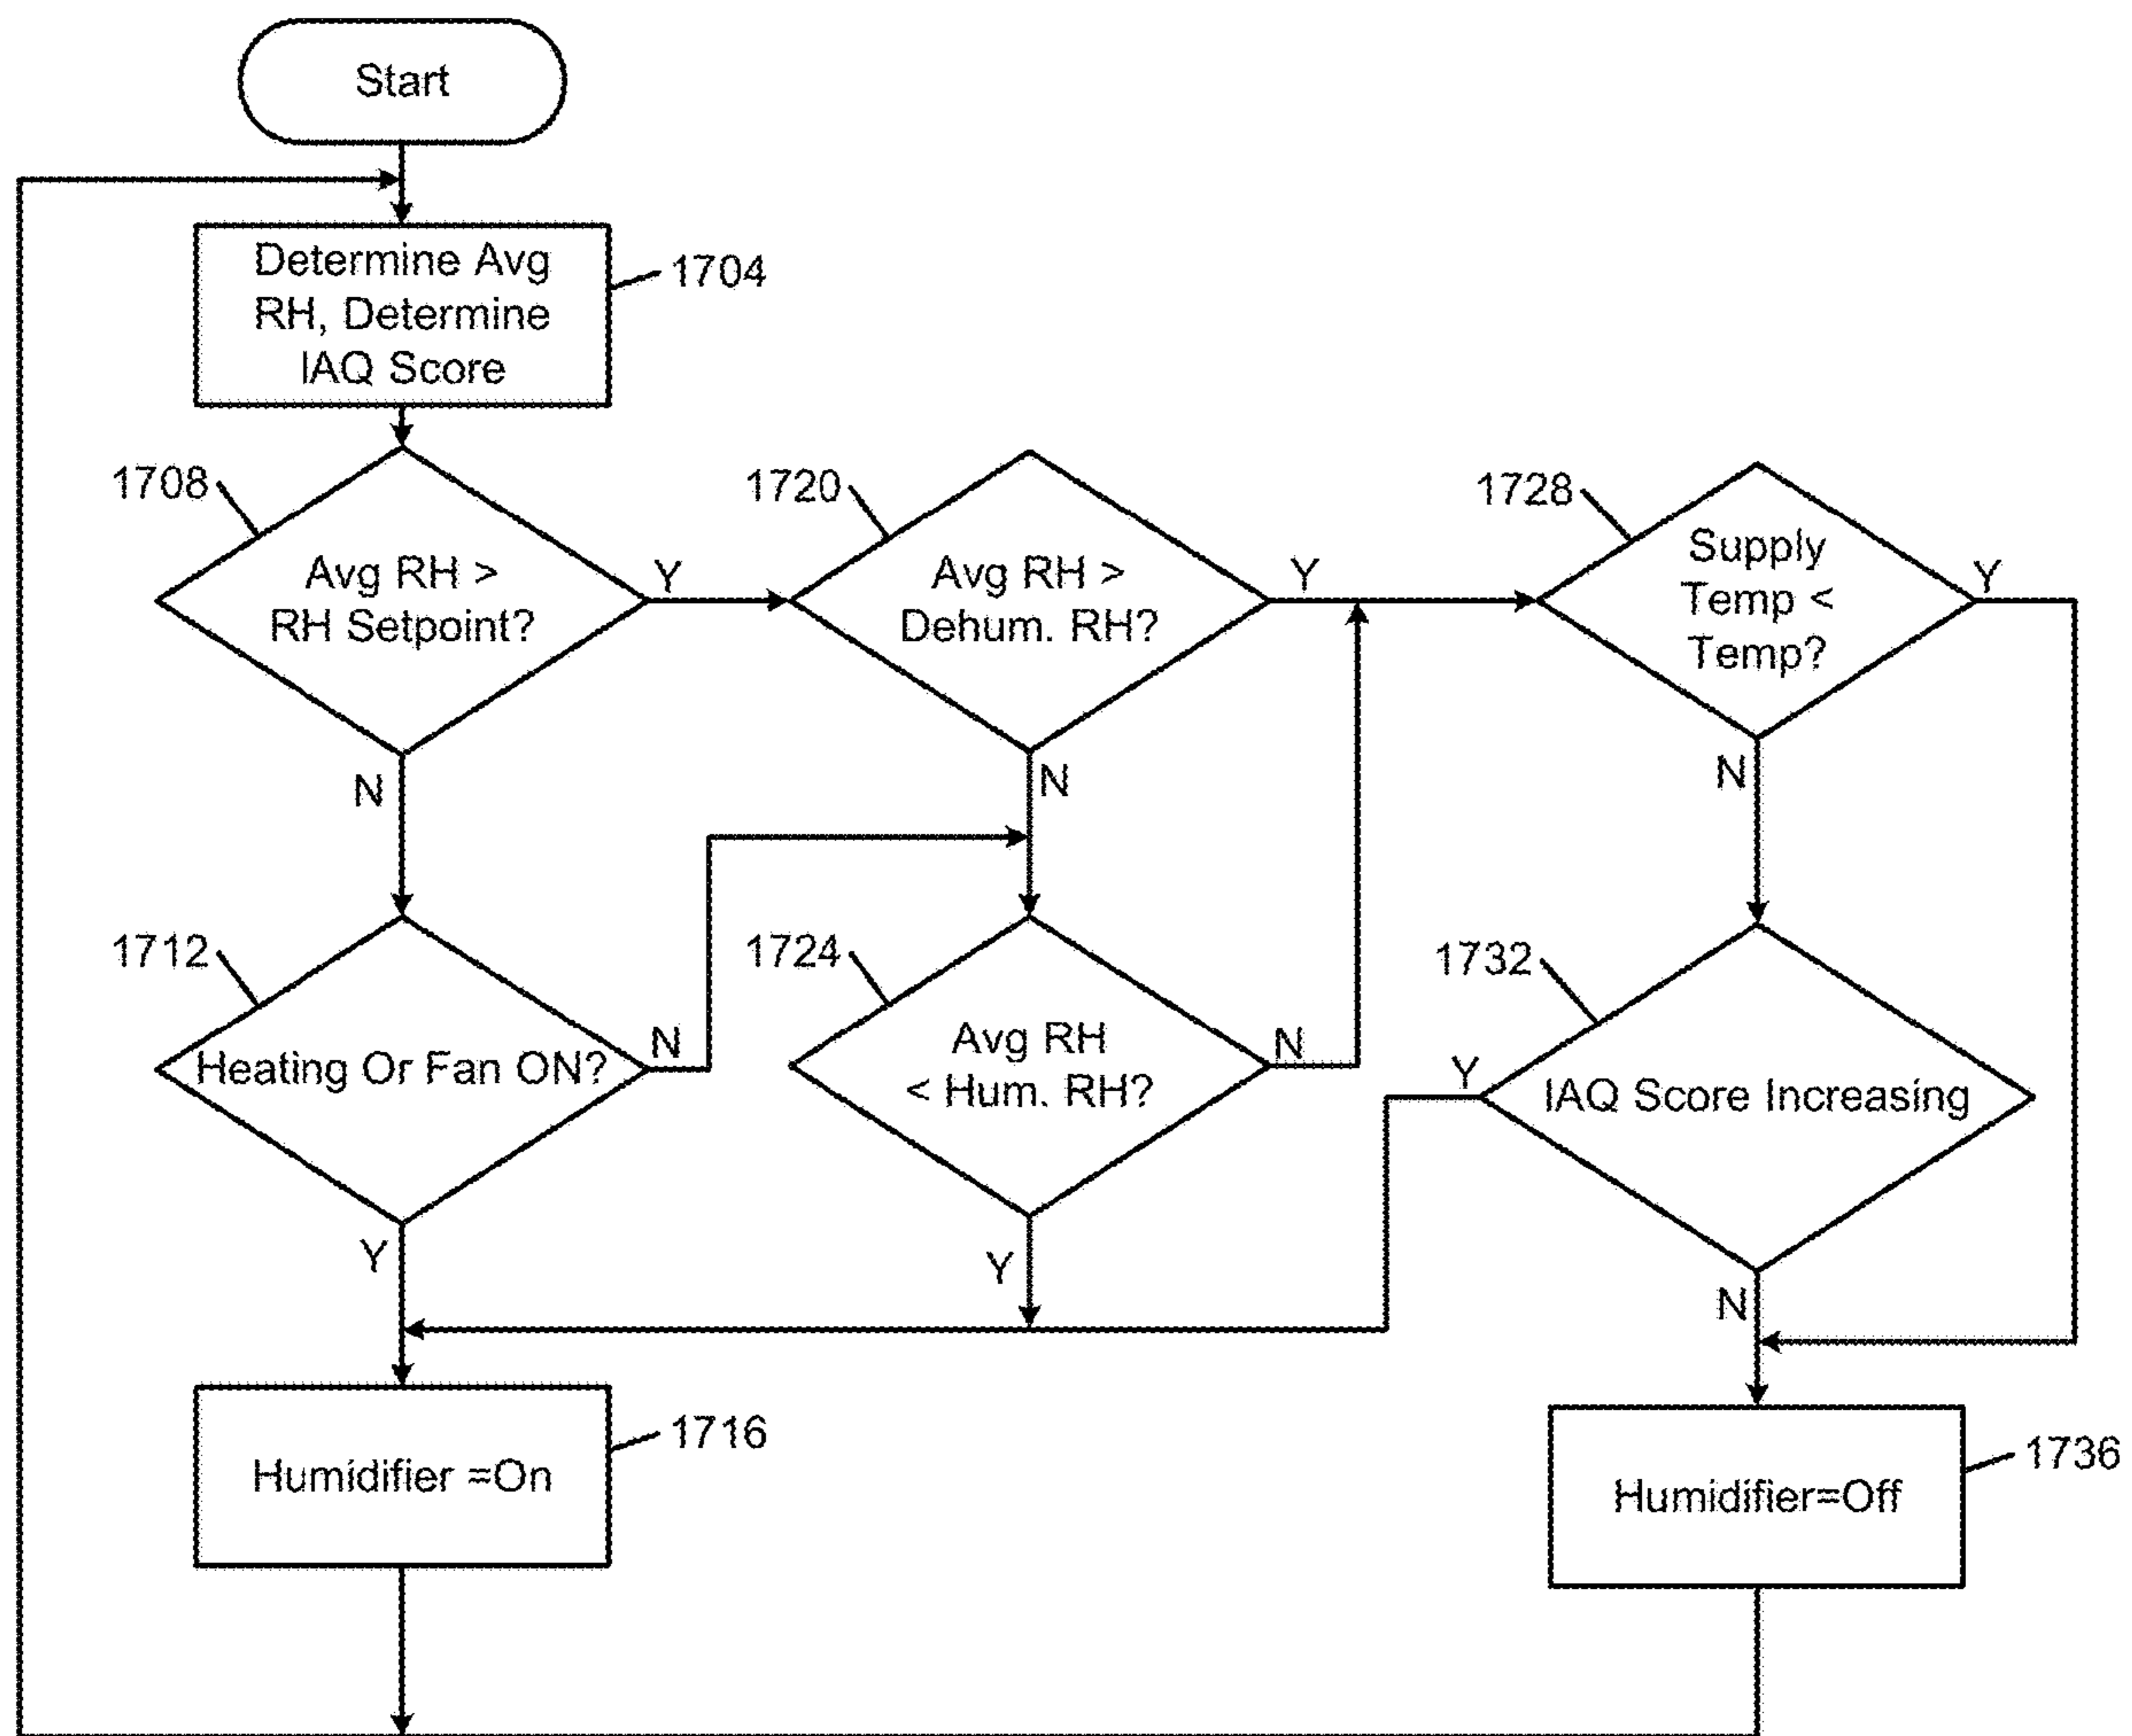 Start
Determine Avg
RH, Determine
IAQ Score
1704
1708
Avg RH >
RH Setpoint?
Y
N
1720
Avg RH >
Dehum. RH?
Y
N
1728
Supply
Temp <
Temp?
Y
N
1712
Heating Or Fan ON?
N
Y
1724
Avg RH
< Hum. RH?
N
Y
1732
IAQ Score Increasing
Y
N
Humidifier =On
1716
Humidifier=Off
1736